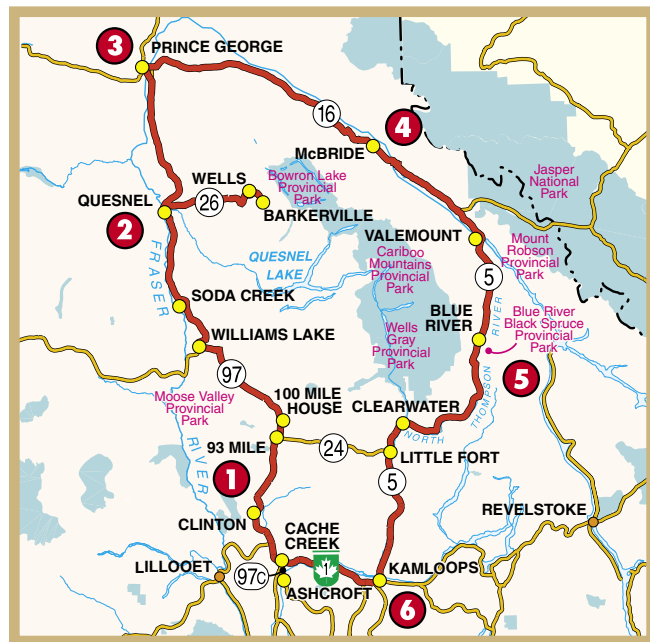 3
PRINCE GEORGE
16
4
McBRIDE
Jasper
National
Park
WELLS
Bowron Lake
Provincial
Park
26
BARKERVILLE
QUESNEL
2
VALEMOUNT
Mount
Robson
Provincial
Park
QUESNEL
LAKE
Cariboo
Mountains
Provincial
Park
5
FRASER
SODA CREEK
BLUE
RIVER
RIVER
Blue River
Black Spruce
Provincial
Park
Wells
Gray
Provincial
Park
WILLIAMS LAKE
97
5
Moose Valley
Provincial
Park
100 MILE
HOUSE
CLEARWATER
THOMPSON
NORTH
93 MILE
24
LITTLE FORT
RIVER
1
5
CLINTON
REVELSTOKE
CACHE
CREEK
LILLOOET
97C
1
KAMLOOPS
ASHCROFT
6